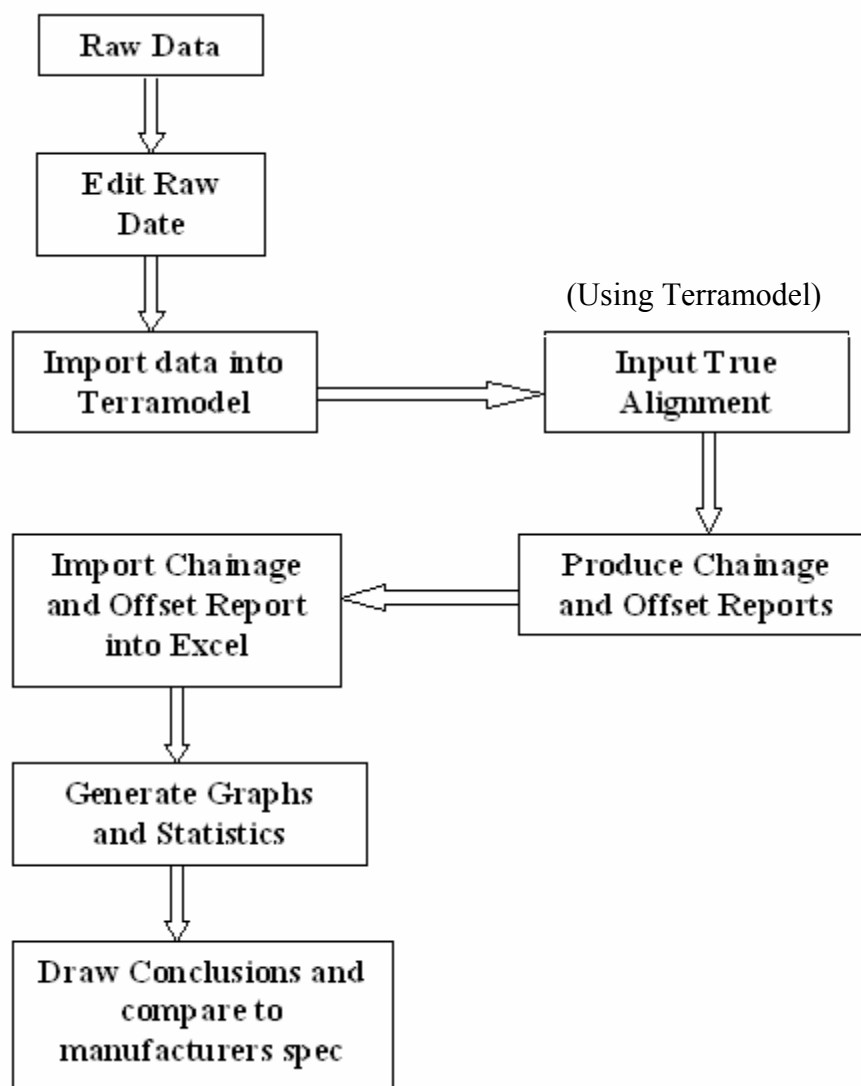 Raw Data
Edit Raw
Date
(Using Terramodel)
Import data into
Terramodel
Input True
Alignment
Produce Chainage
and Offset Reports
Import Chainage
and Offset Report
into Excel
Generate Graphs
and Statistics
Draw Conclusions and
compare to
manufacturers spec